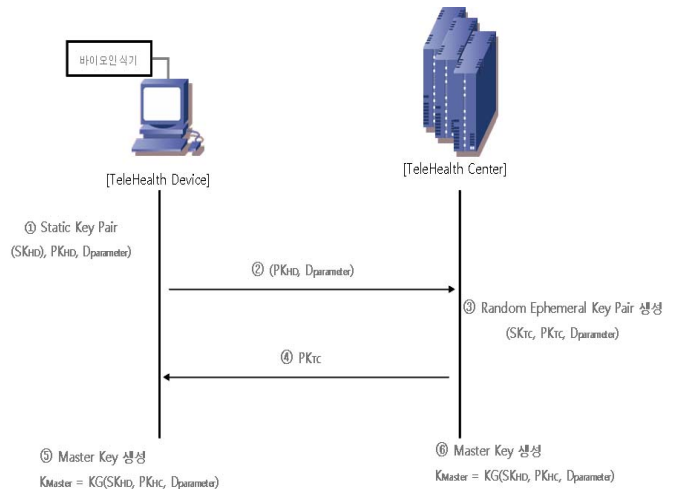 바이오인식기
[TeleHealth Device]
[TeleHealth Center]
① Static Key Pair
(SKHD), PKHD, Dparameter)
② (PKHD, Dparameter)
③ Random Ephemeral Key Pair 생성
(SKTC, PKTC, Dparameter)
④ PKTC
⑤ Master Key 생성
KMaster = KG(SKHD, PKHC, Dparameter)
⑥ Master Key 생성
KMaster = KG(SKHD, PKHC, Dparameter)